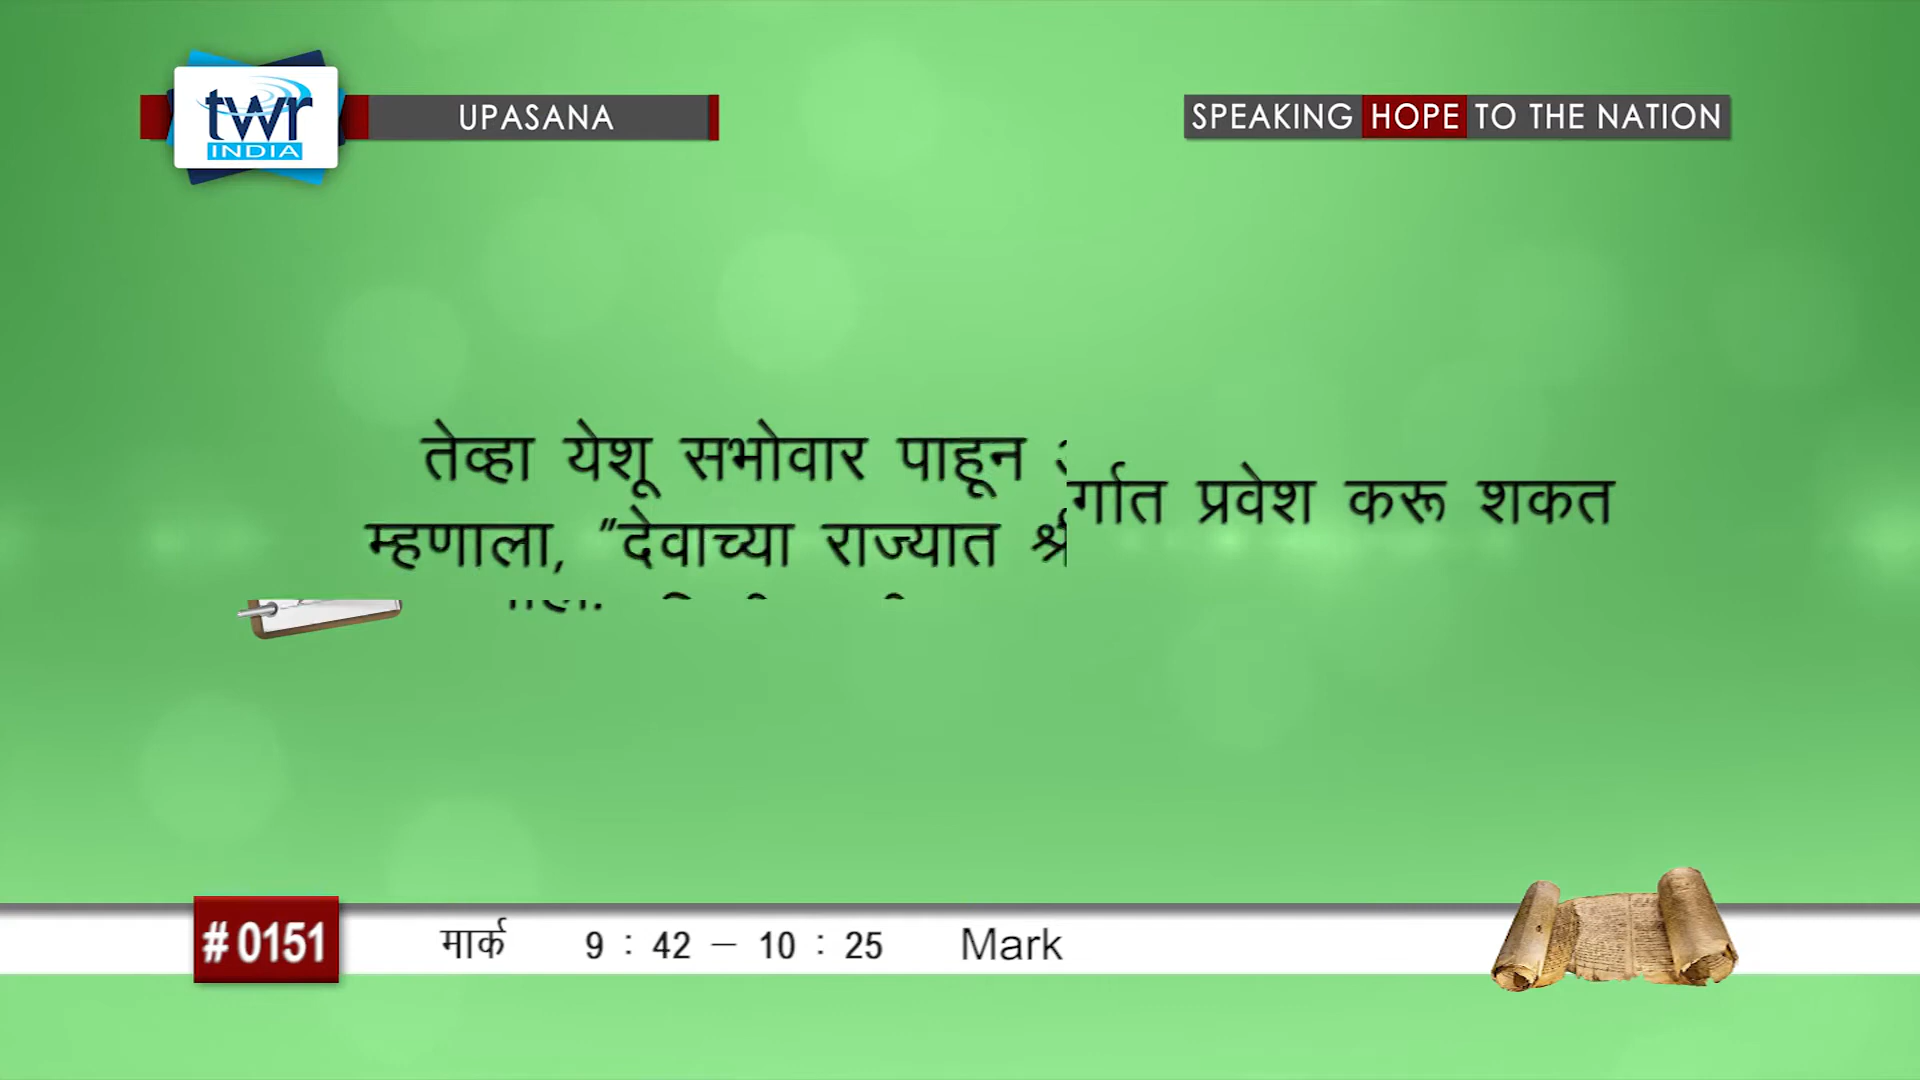 twr
INDIA
UPASANA
SPEAKING HOPE TO THE NATION
तेव्हा येशू सभोवार पाहून
र्गात प्रवेश करू शकत
म्हणाला, "देवाच्या राज्यात
#0151
मार्क 9 : 42 – 10 : 25 Mark